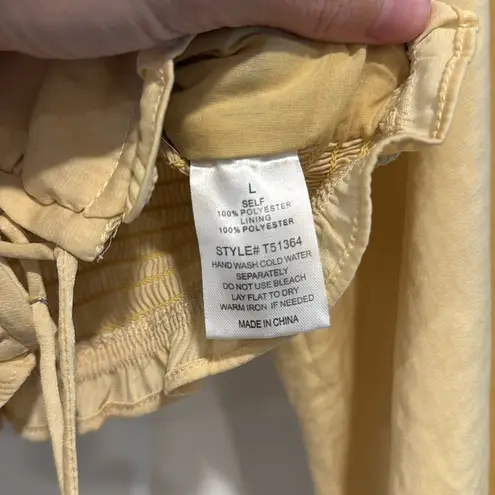 L
SELF
100% POLYESTER
LINING
100% POLYESTER
STYLE# T51364
HAND WASH COLD WATER
SEPARATELY
DO NOT USE BLEACH
LAY FLAT TO DRY
WARM IRON IF NEEDED
MADE IN CHINA